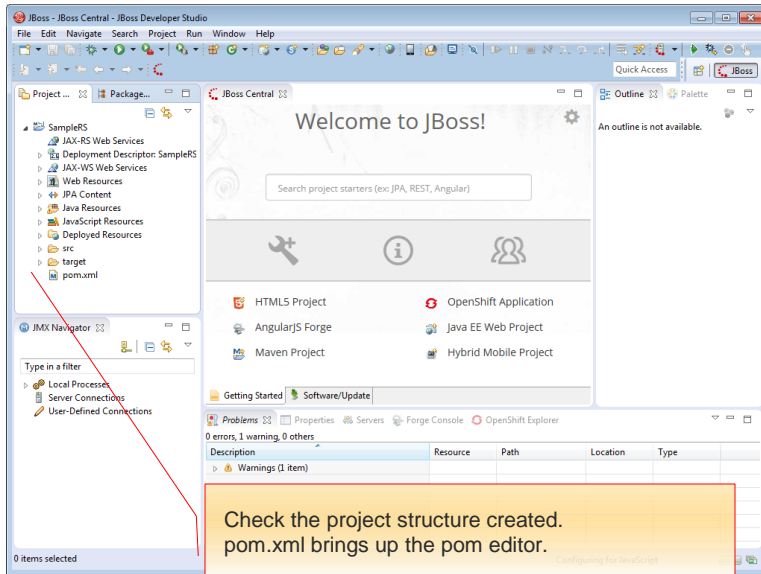 JBoss - JBoss Central - JBoss Developer Studio
File Edit Navigate Search Project Run Window Help
Quick Access
JBoss
Project ...
Package...
JBoss Central
Outline
Palette
SampleRS
JAX-RS Web Services
Deployment Descriptor: SampleRS
JAX-WS Web Services
Web Resources
JPA Content
Java Resources
JavaScript Resources
Deployed Resources
src
target
pom.xml
Welcome to JBoss!
Search project starters (ex: JPA, REST, Angular)
HTML5 Project
OpenShift Application
AngularJS Forge
Java EE Web Project
Maven Project
Hybrid Mobile Project
Getting Started
Software/Update
An outline is not available.
JMX Navigator
Type in a filter
Local Processes
Server Connections
User-Defined Connections
Problems
Properties
Servers
Forge Console
OpenShift Explorer
0 errors, 1 warning, 0 others
Description Resource Path Location Type
Warnings (1 item)
Check the project structure created.
pom.xml brings up the pom editor.
0 items selected
Configuring for JavaScript